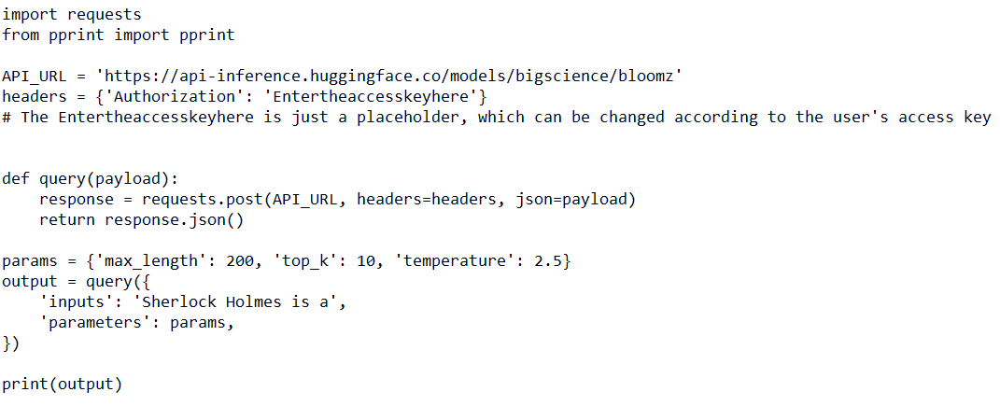 import requests
from pprint import pprint

API_URL = 'https://api-inference.huggingface.co/models/bigscience/bloomz'
headers = {'Authorization': 'Entertheaccesskeyhere'}
# The Entertheaccesskeyhere is just a placeholder, which can be changed according to the user's access key


def query(payload):
    response = requests.post(API_URL, headers=headers, json=payload)
    return response.json()

params = {'max_length': 200, 'top_k': 10, 'temperature': 2.5}
output = query({
    'inputs': 'Sherlock Holmes is a',
    'parameters': params,
})

print(output)